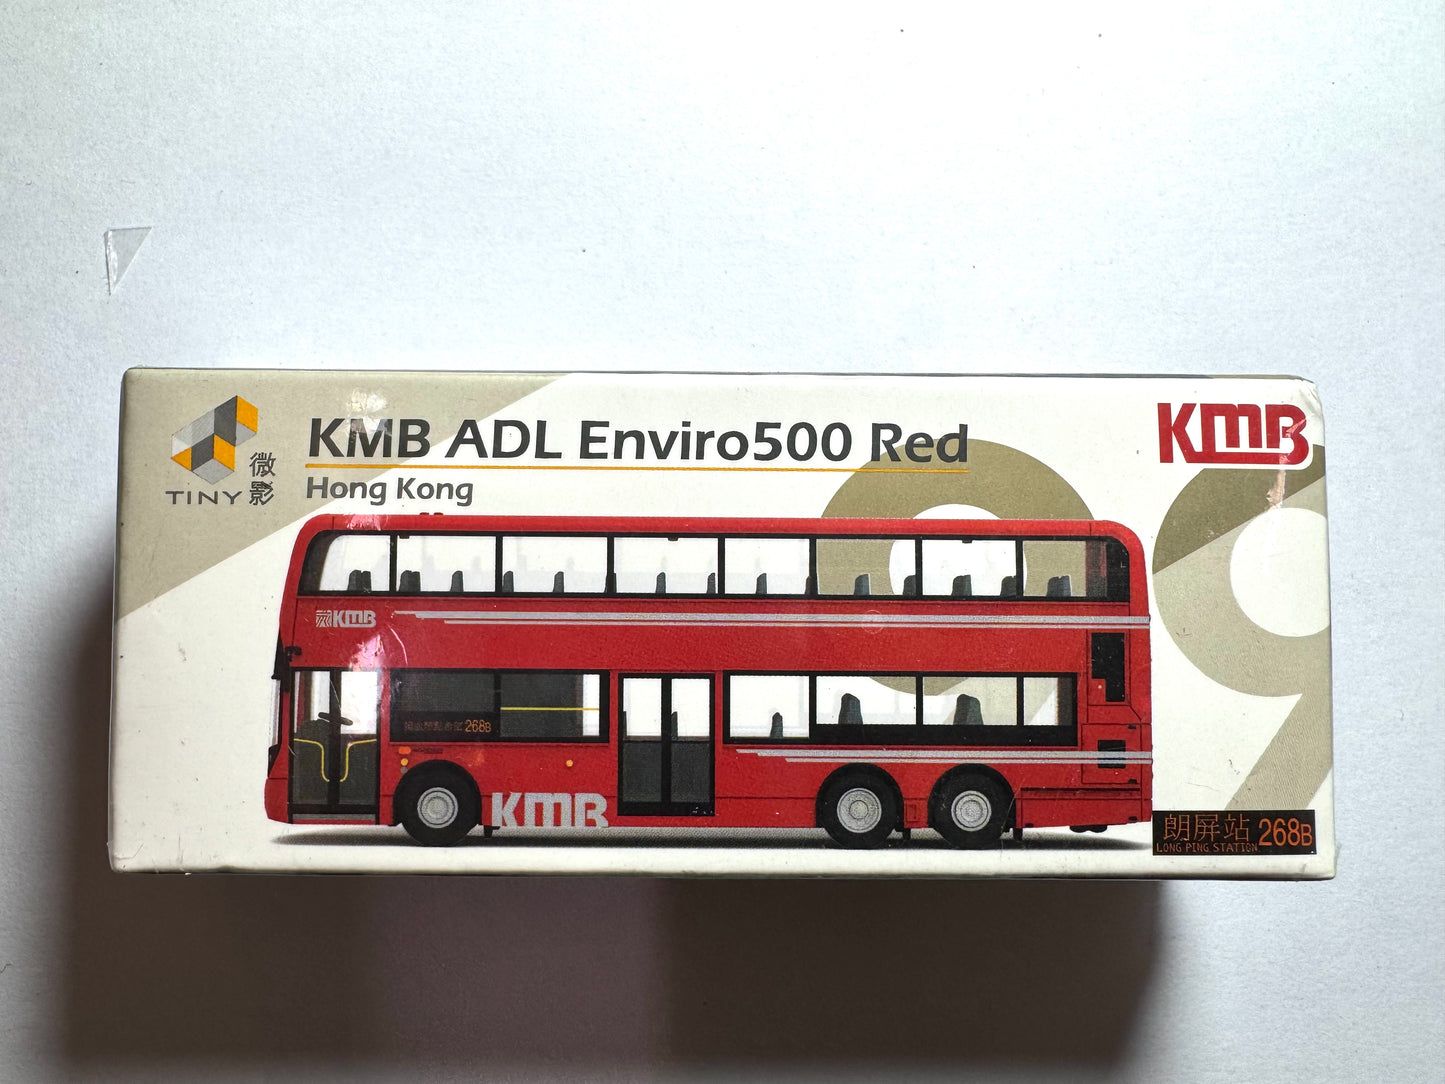 微
TINY 影
KMB ADL Enviro500 Red
Hong Kong
KMB
99
KMB
268B
KMB
朗屏站 268B
LONG PING STATION